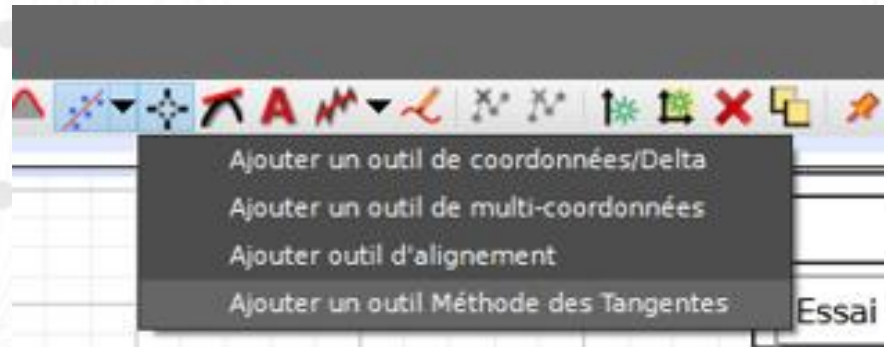 Ajouter un outil de coordonnées/Delta
Ajouter un outil de multi-coordonnées
Ajouter outil d'alignement
Ajouter un outil Méthode des Tangentes
Essai